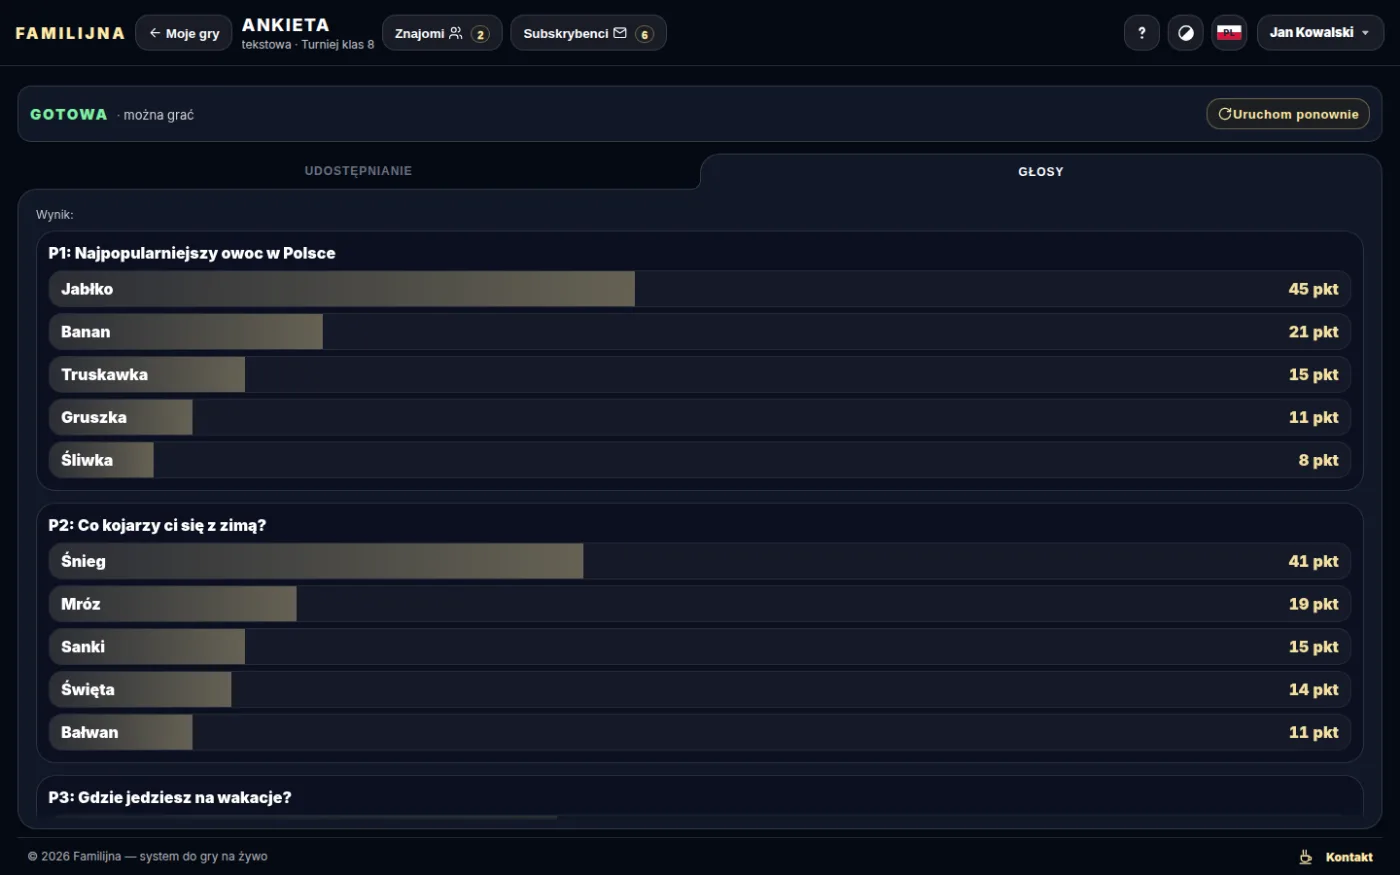 FAMILIJNA
← Moje gry
ANKIETA
tekstowa · Turniej klas 8
Znajomi 2
Subskrybenci 6
?
PL
Jan Kowalski
GOTOWA · można grać
Uruchom ponownie
UDOSTĘPNIANIE
GŁOSY
Wynik:
P1: Najpopularniejszy owoc w Polsce
Jabłko 45 pkt
Banan 21 pkt
Truskawka 15 pkt
Gruszka 11 pkt
Śliwka 8 pkt
P2: Co kojarzy ci się z zimą?
Śnieg 41 pkt
Mróz 19 pkt
Sanki 15 pkt
Święta 14 pkt
Bałwan 11 pkt
P3: Gdzie jedziesz na wakacje?
© 2026 Familijna — system do gry na żywo
Kontakt